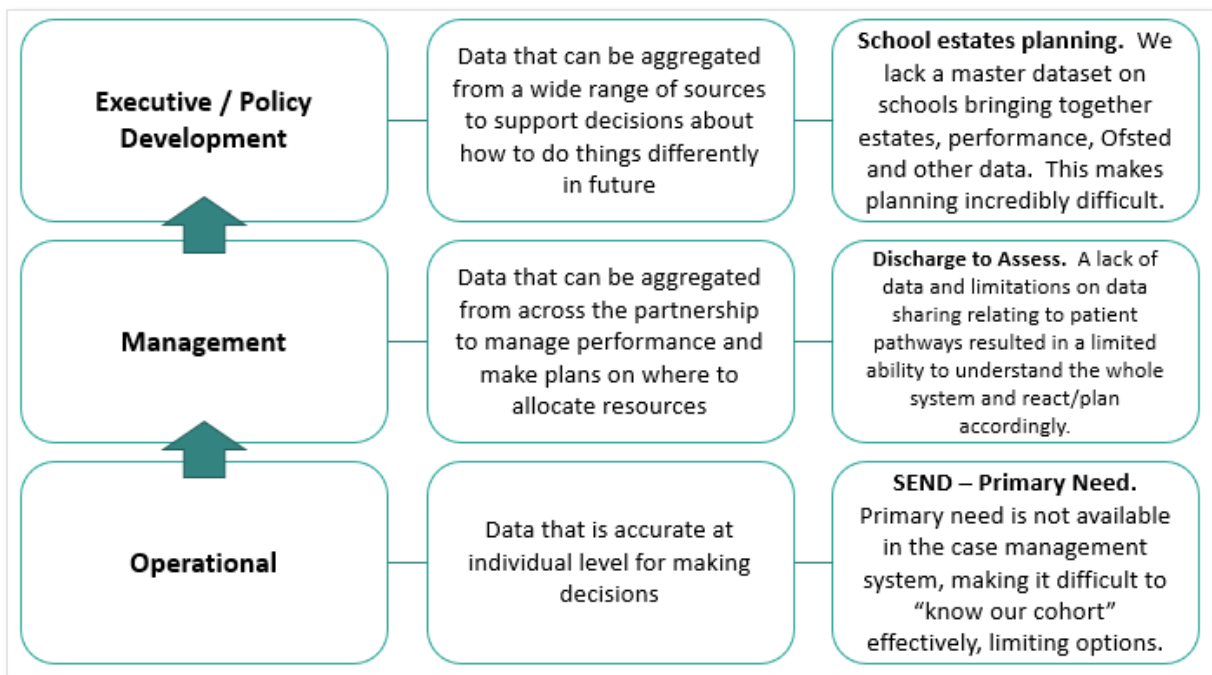 Executive / Policy
Development
Data that can be aggregated
from a wide range of sources
to support decisions about
how to do things differently
in future
School estates planning. We
lack a master dataset on
schools bringing together
estates, performance, Ofsted
and other data. This makes
planning incredibly difficult.
Management
Data that can be aggregated
from across the partnership
to manage performance and
make plans on where to
allocate resources
Discharge to Assess. A lack of
data and limitations on data
sharing relating to patient
pathways resulted in a limited
ability to understand the whole
system and react/plan
accordingly.
Operational
Data that is accurate at
individual level for making
decisions
SEND – Primary Need.
Primary need is not available
in the case management
system, making it difficult to
“know our cohort”
effectively, limiting options.